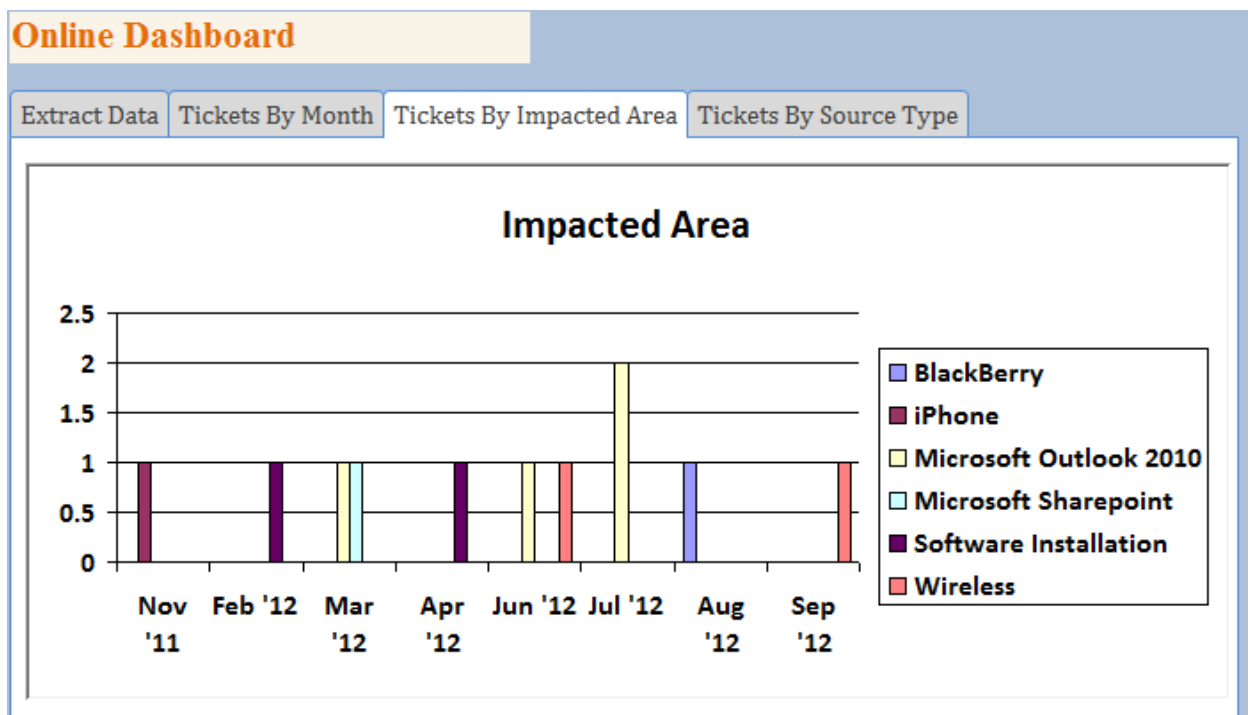 Online Dashboard
Extract Data Tickets By Month Tickets By Impacted Area Tickets By Source Type
Impacted Area
2.5
2
1.5
1
0.5
0
Nov '11 Feb '12 Mar '12 Apr '12 Jun '12 Jul '12 Aug '12 Sep '12
BlackBerry
iPhone
Microsoft Outlook 2010
Microsoft Sharepoint
Software Installation
Wireless